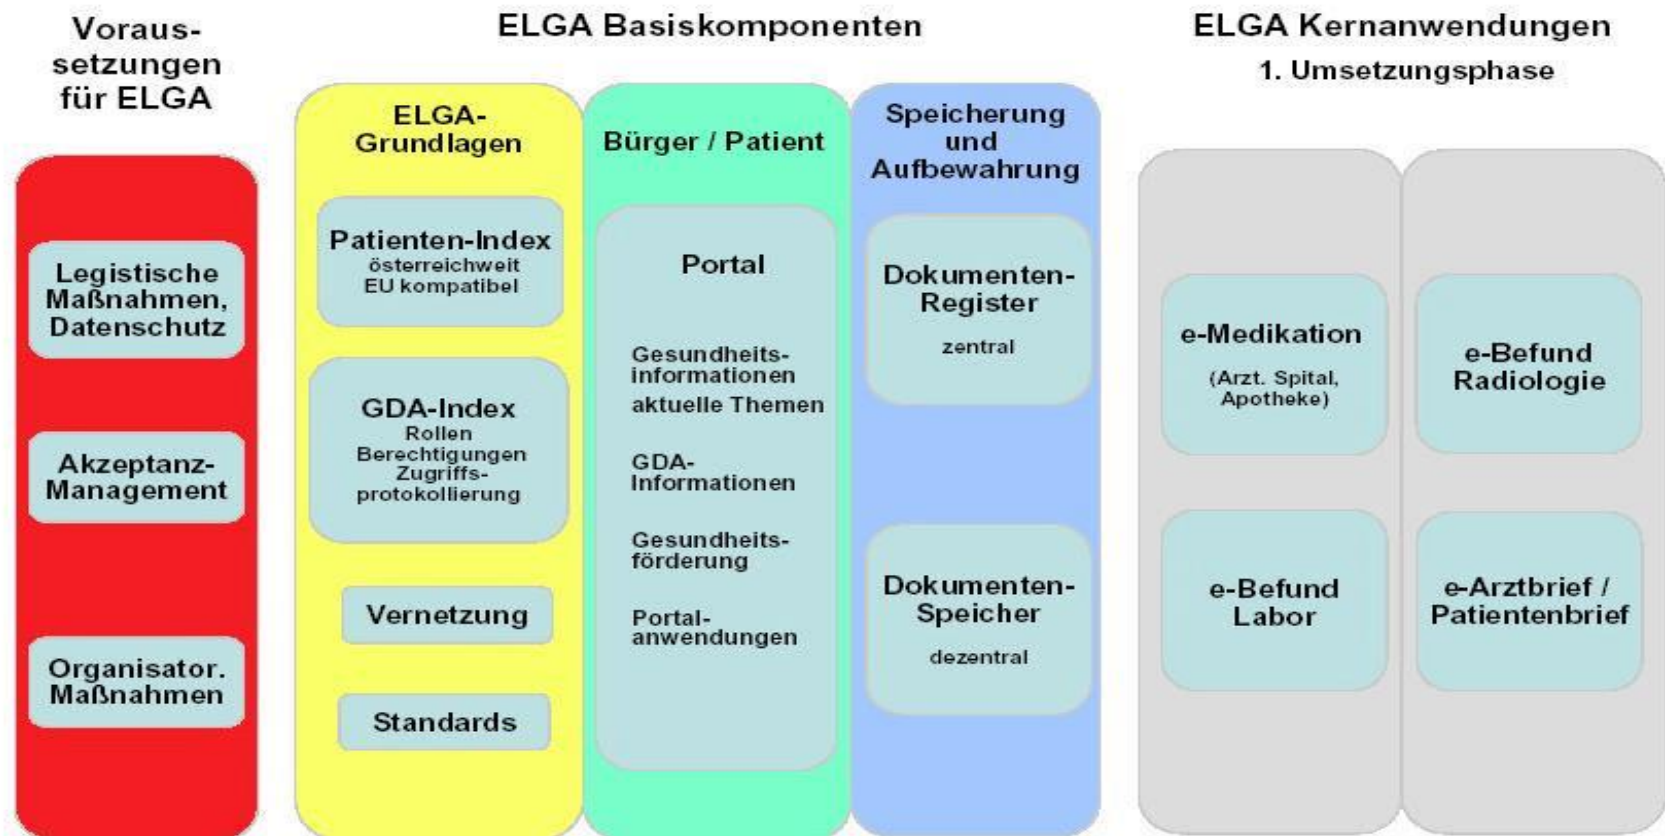 Voraus-
setzungen
für ELGA
Legistische
Maßnahmen,
Datenschutz
Akzeptanz-
Management
Organisator.
Maßnahmen
ELGA Basiskomponenten
ELGA-
Grundlagen
Patienten-Index
österreichweit
EU kompatibel
GDA-Index
Rollen
Berechtigungen
Zugriffs-
protokollierung
Vernetzung
Standards
Bürger / Patient
Portal
Gesundheits-
informationen
aktuelle Themen
GDA-
Informationen
Gesundheits-
förderung
Portal-
anwendungen
Speicherung
und
Aufbewahrung
Dokumenten-
Register
zentral
Dokumenten-
Speicher
dezentral
ELGA Kernanwendungen
1. Umsetzungsphase
e-Medikation
(Arzt. Spital,
Apotheke)
e-Befund
Labor
e-Befund
Radiologie
e-Arztbrief /
Patientenbrief